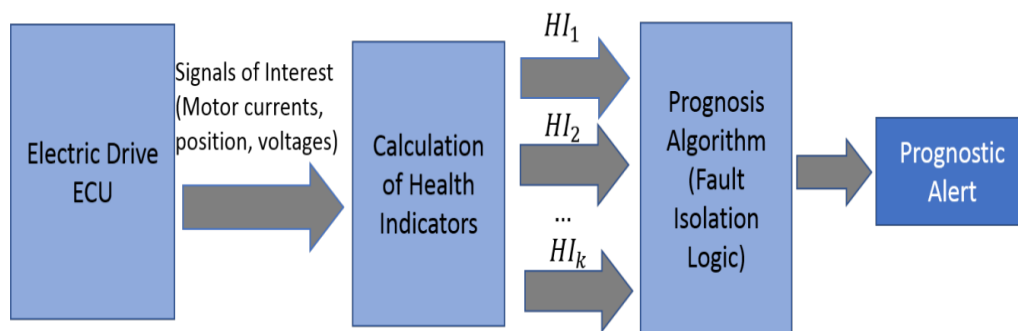 Electric Drive
ECU
Signals of Interest
(Motor currents,
position, voltages)
Calculation
of Health
Indicators
HI₁
HI₂
...
HIₖ
Prognosis
Algorithm
(Fault
Isolation
Logic)
Prognostic
Alert